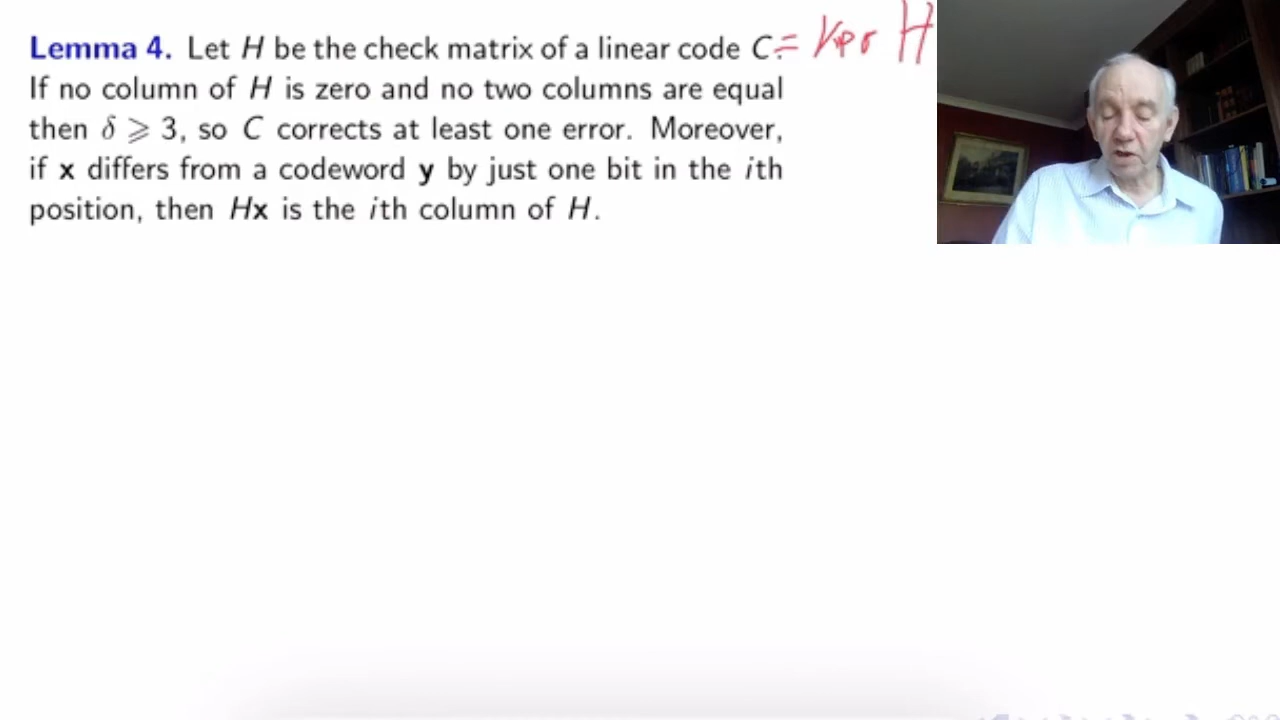 Lemma 4. Let H be the check matrix of a linear code C. = Ker H
If no column of H is zero and no two columns are equal
then δ ⩾ 3, so C corrects at least one error. Moreover,
if x differs from a codeword y by just one bit in the ith
position, then Hx is the ith column of H.